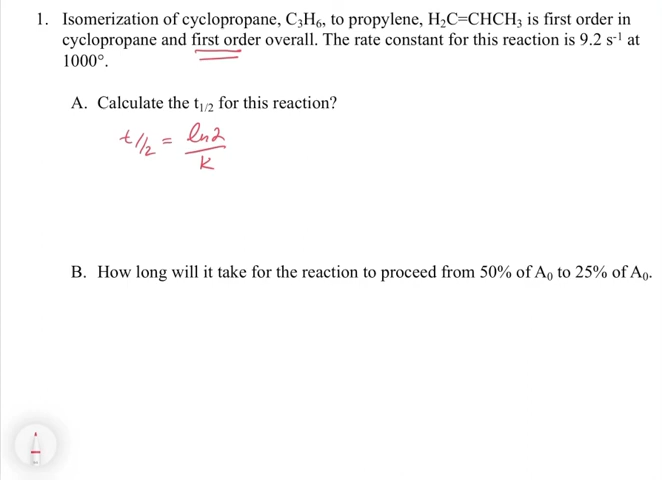 1. Isomerization of cyclopropane, C₃H₆, to propylene, H₂C=CHCH₃ is first order in
cyclopropane and first order overall. The rate constant for this reaction is 9.2 s⁻¹ at
1000°.
A. Calculate the t₁/₂ for this reaction?
t1/2 = ln2
k
B. How long will it take for the reaction to proceed from 50% of A₀ to 25% of A₀.